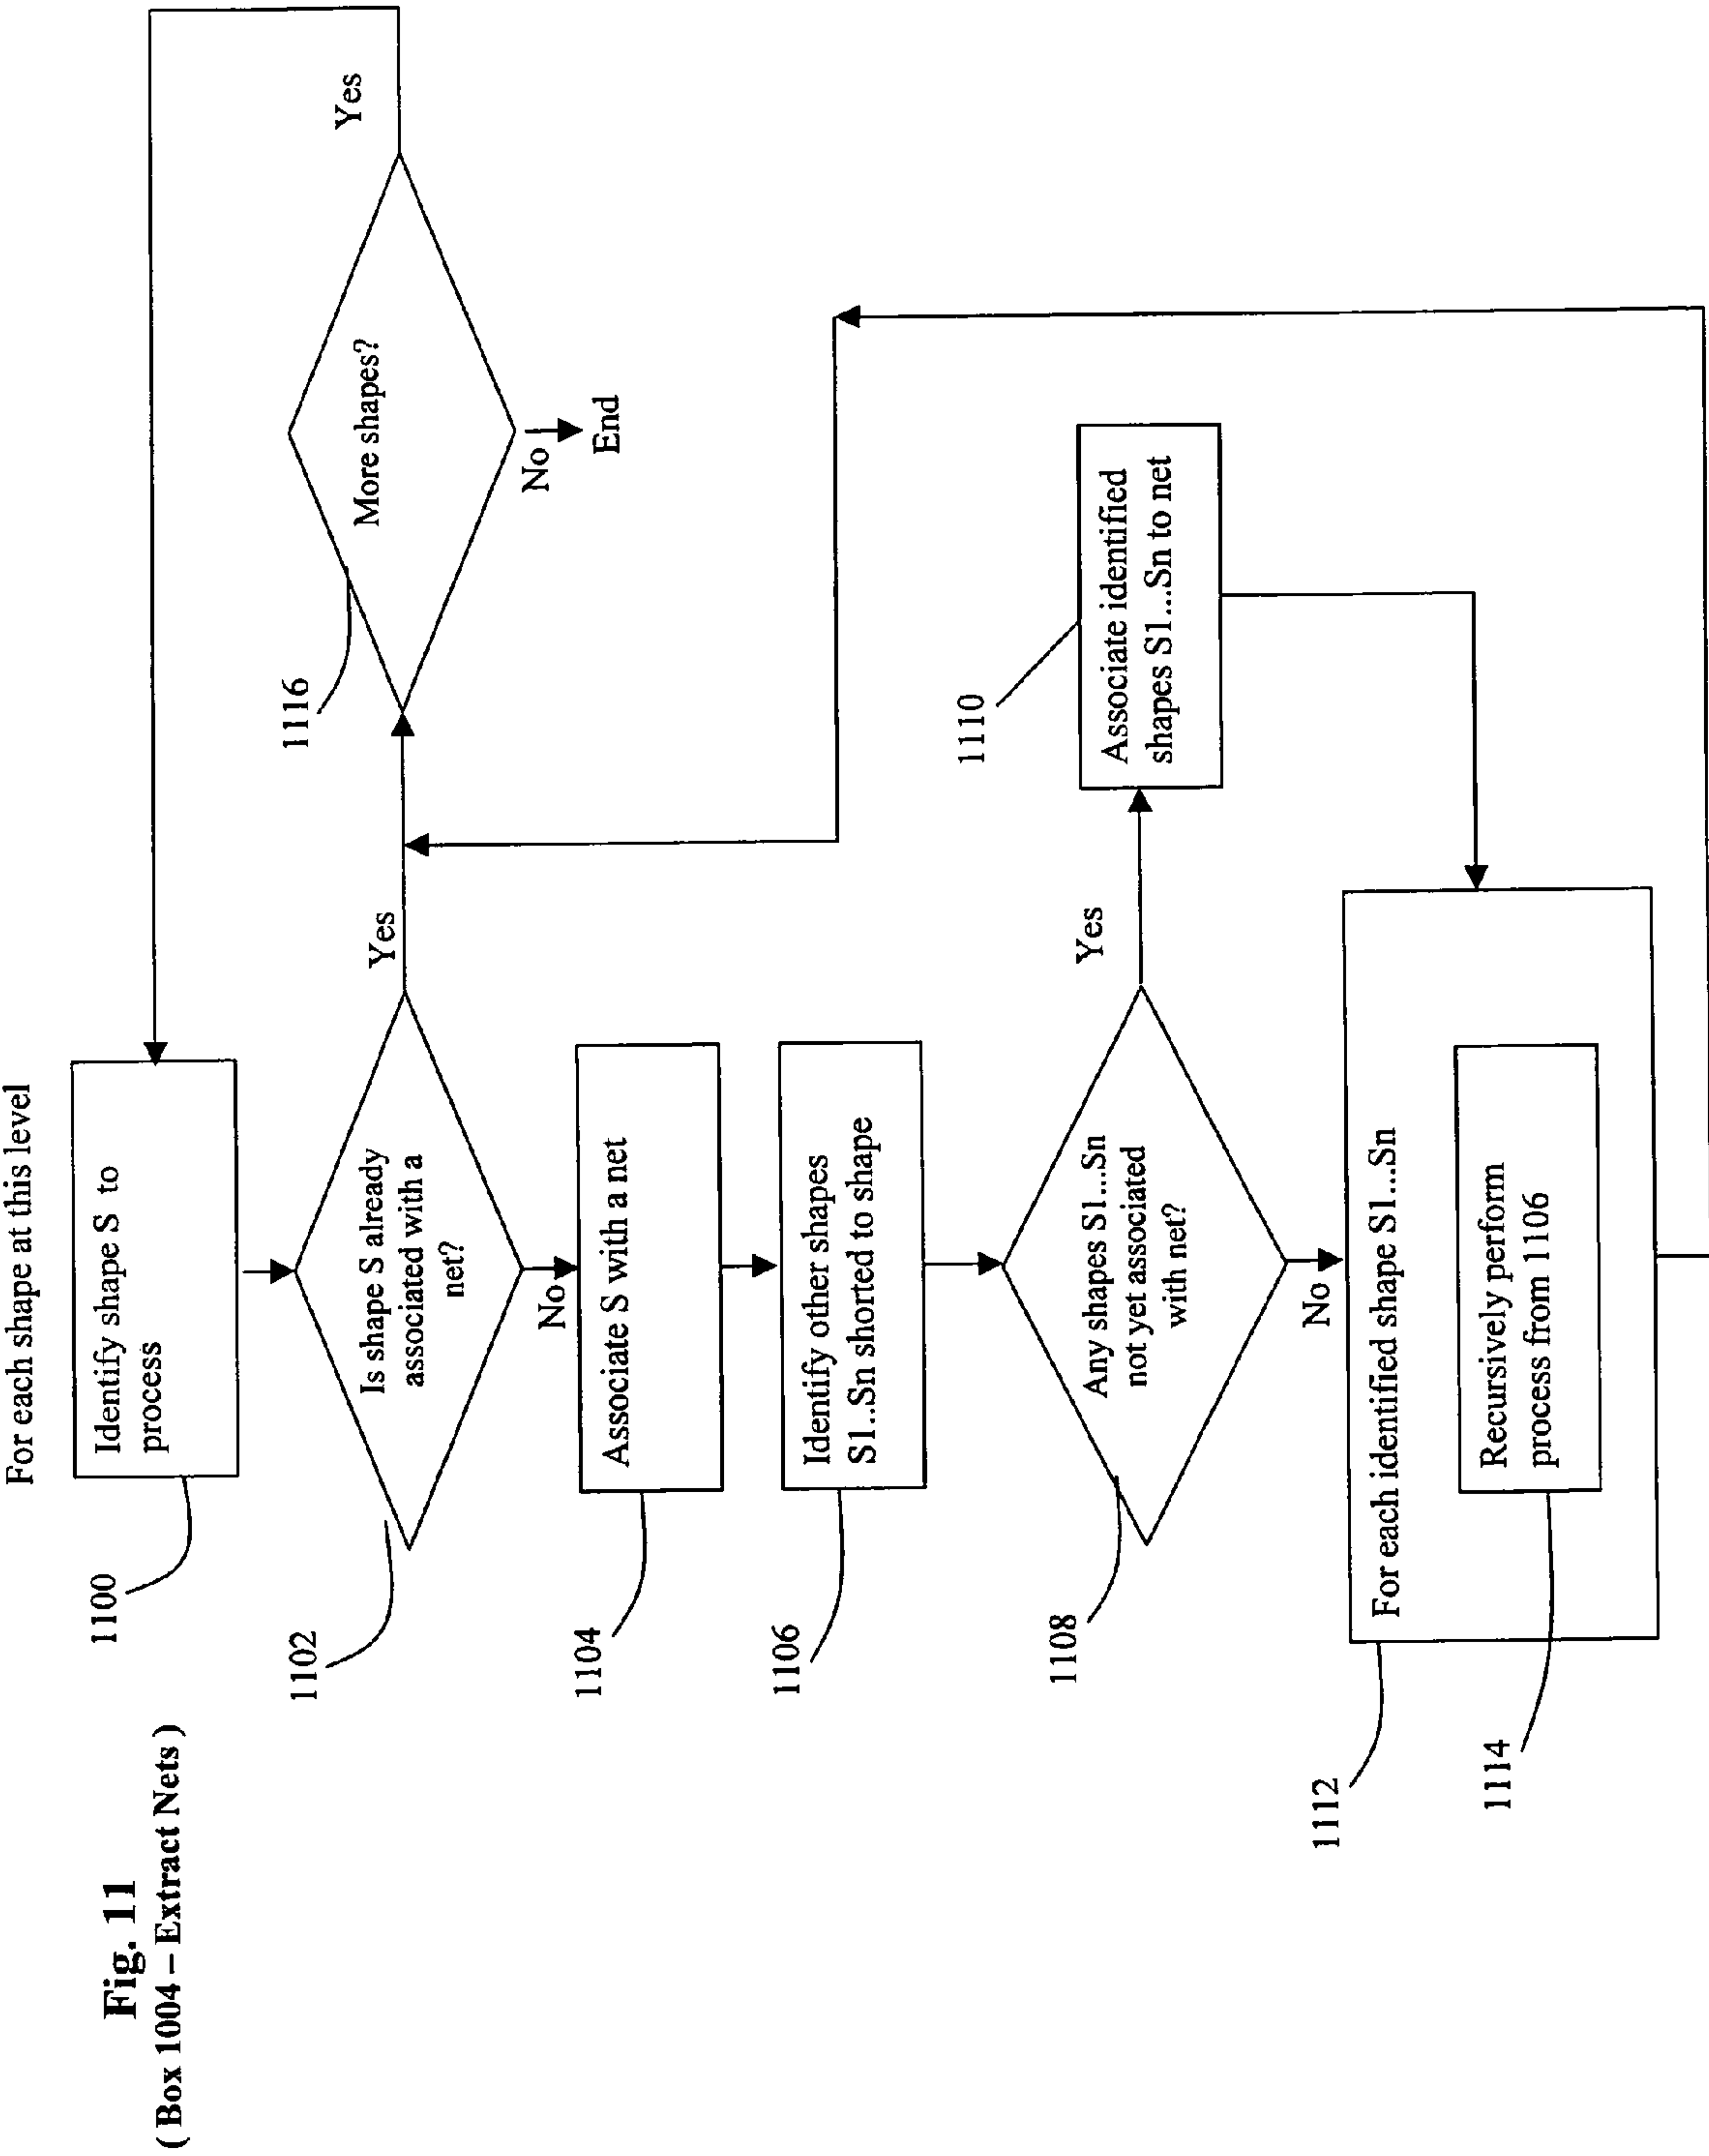 Fig. 11
( Box 1004 – Extract Nets )
For each shape at this level
1100
Identify shape S to
process
1102
Is shape S already
associated with a
net?
Yes
No
1116
More shapes?
Yes
No
End
1104
Associate S with a net
1106
Identify other shapes
S1..Sn shorted to shape
1108
Any shapes S1...Sn
not yet associated
with net?
Yes
No
1110
Associate identified
shapes S1...Sn to net
1112
For each identified shape S1...Sn
1114
Recursively perform
process from 1106